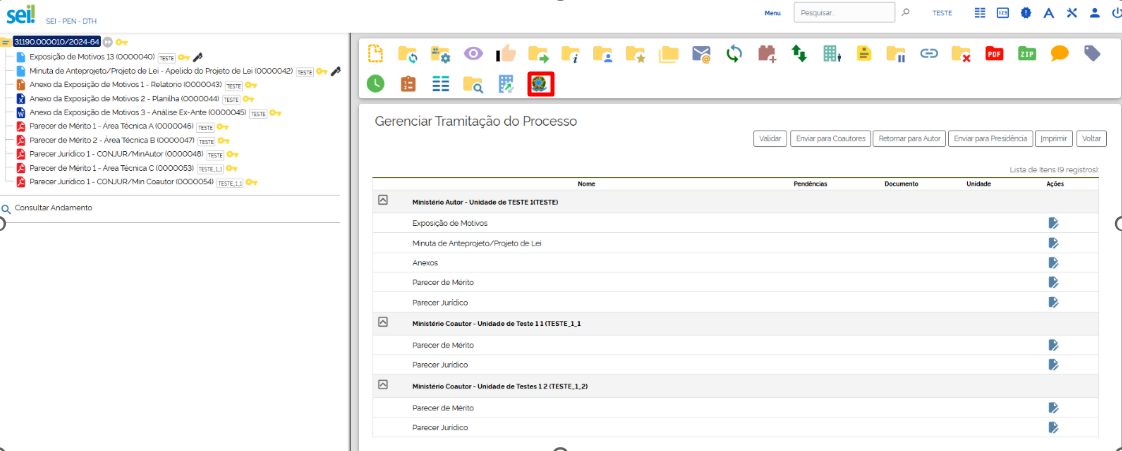 sei! SEI - PEN - DTH
Menu Pesquisar... TESTE
31190.000010/2024-64
Exposição de Motivos 13 (0000040) TESTE
Minuta de Anteprojeto/Projeto de Lei - Apelido do Projeto de Lei (0000042) TESTE
Anexo da Exposição de Motivos 1 - Relatorio (0000043) TESTE
Anexo da Exposição de Motivos 2 - Planilha (0000044) TESTE
Anexo da Exposição de Motivos 3 - Análise Ex-Ante (0000045) TESTE
Parecer de Mérito 1 - Área Técnica A (0000046) TESTE
Parecer de Mérito 2 - Área Técnica B (0000047) TESTE
Parecer Jurídico 1 - CONJUR/MinAutor (0000048) TESTE
Parecer de Mérito 1 - Área Técnica C (0000053) TESTE_1_1
Parecer Jurídico 1 - CONJUR/Min Coautor (0000054) TESTE_1_1
Consultar Andamento
PDF ZIP
Gerenciar Tramitação do Processo
Validar Enviar para Coautores Retornar para Autor Enviar para Presidência Imprimir Voltar
Lista de Itens (9 registros):
Nome Pendências Documento Unidade Ações
Ministério Autor - Unidade de TESTE 1(TESTE)
Exposição de Motivos
Minuta de Anteprojeto/Projeto de Lei
Anexos
Parecer de Mérito
Parecer Jurídico
Ministério Coautor - Unidade de Teste 1 1 (TESTE_1_1
Parecer de Mérito
Parecer Jurídico
Ministério Coautor - Unidade de Testes 1 2 (TESTE_1_2)
Parecer de Mérito
Parecer Jurídico